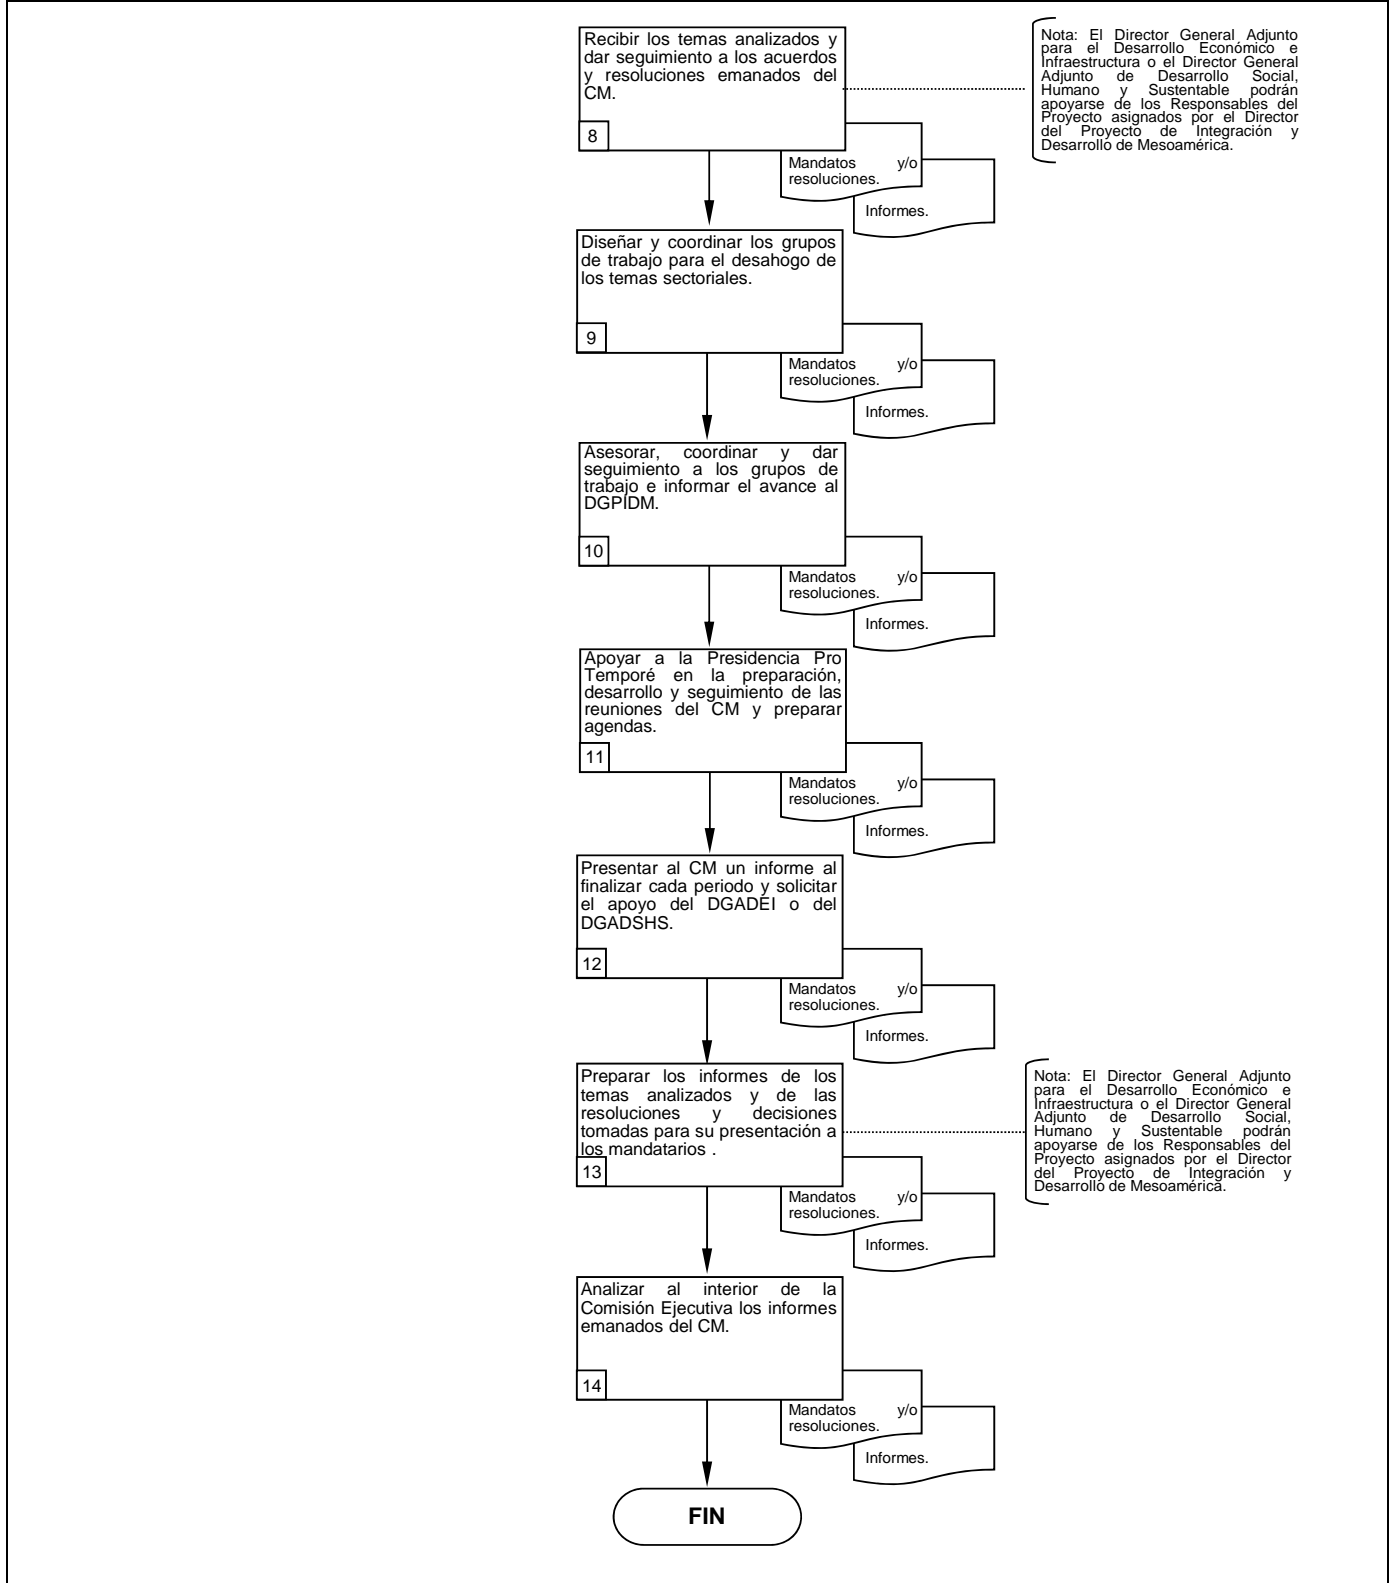 Recibir los temas analizados y
dar seguimiento a los acuerdos
y resoluciones emanados del
CM.
8
Nota: El Director General Adjunto
para el Desarrollo Económico e
Infraestructura o el Director General
Adjunto de Desarrollo Social,
Humano y Sustentable podrán
apoyarse de los Responsables del
Proyecto asignados por el Director
del Proyecto de Integración y
Desarrollo de Mesoamérica.
Mandatos y/o
resoluciones.
Informes.
Diseñar y coordinar los grupos
de trabajo para el desahogo de
los temas sectoriales.
9
Mandatos y/o
resoluciones.
Informes.
Asesorar, coordinar y dar
seguimiento a los grupos de
trabajo e informar el avance al
DGPIDM.
10
Mandatos y/o
resoluciones.
Informes.
Apoyar a la Presidencia Pro
Temporé en la preparación,
desarrollo y seguimiento de las
reuniones del CM y preparar
agendas.
11
Mandatos y/o
resoluciones.
Informes.
Presentar al CM un informe al
finalizar cada periodo y solicitar
el apoyo del DGADEI o del
DGADSHS.
12
Mandatos y/o
resoluciones.
Informes.
Preparar los informes de los
temas analizados y de las
resoluciones y decisiones
tomadas para su presentación a
los mandatarios .
13
Nota: El Director General Adjunto
para el Desarrollo Económico e
Infraestructura o el Director General
Adjunto de Desarrollo Social,
Humano y Sustentable podrán
apoyarse de los Responsables del
Proyecto asignados por el Director
del Proyecto de Integración y
Desarrollo de Mesoamérica.
Mandatos y/o
resoluciones.
Informes.
Analizar al interior de la
Comisión Ejecutiva los informes
emanados del CM.
14
Mandatos y/o
resoluciones.
Informes.
FIN